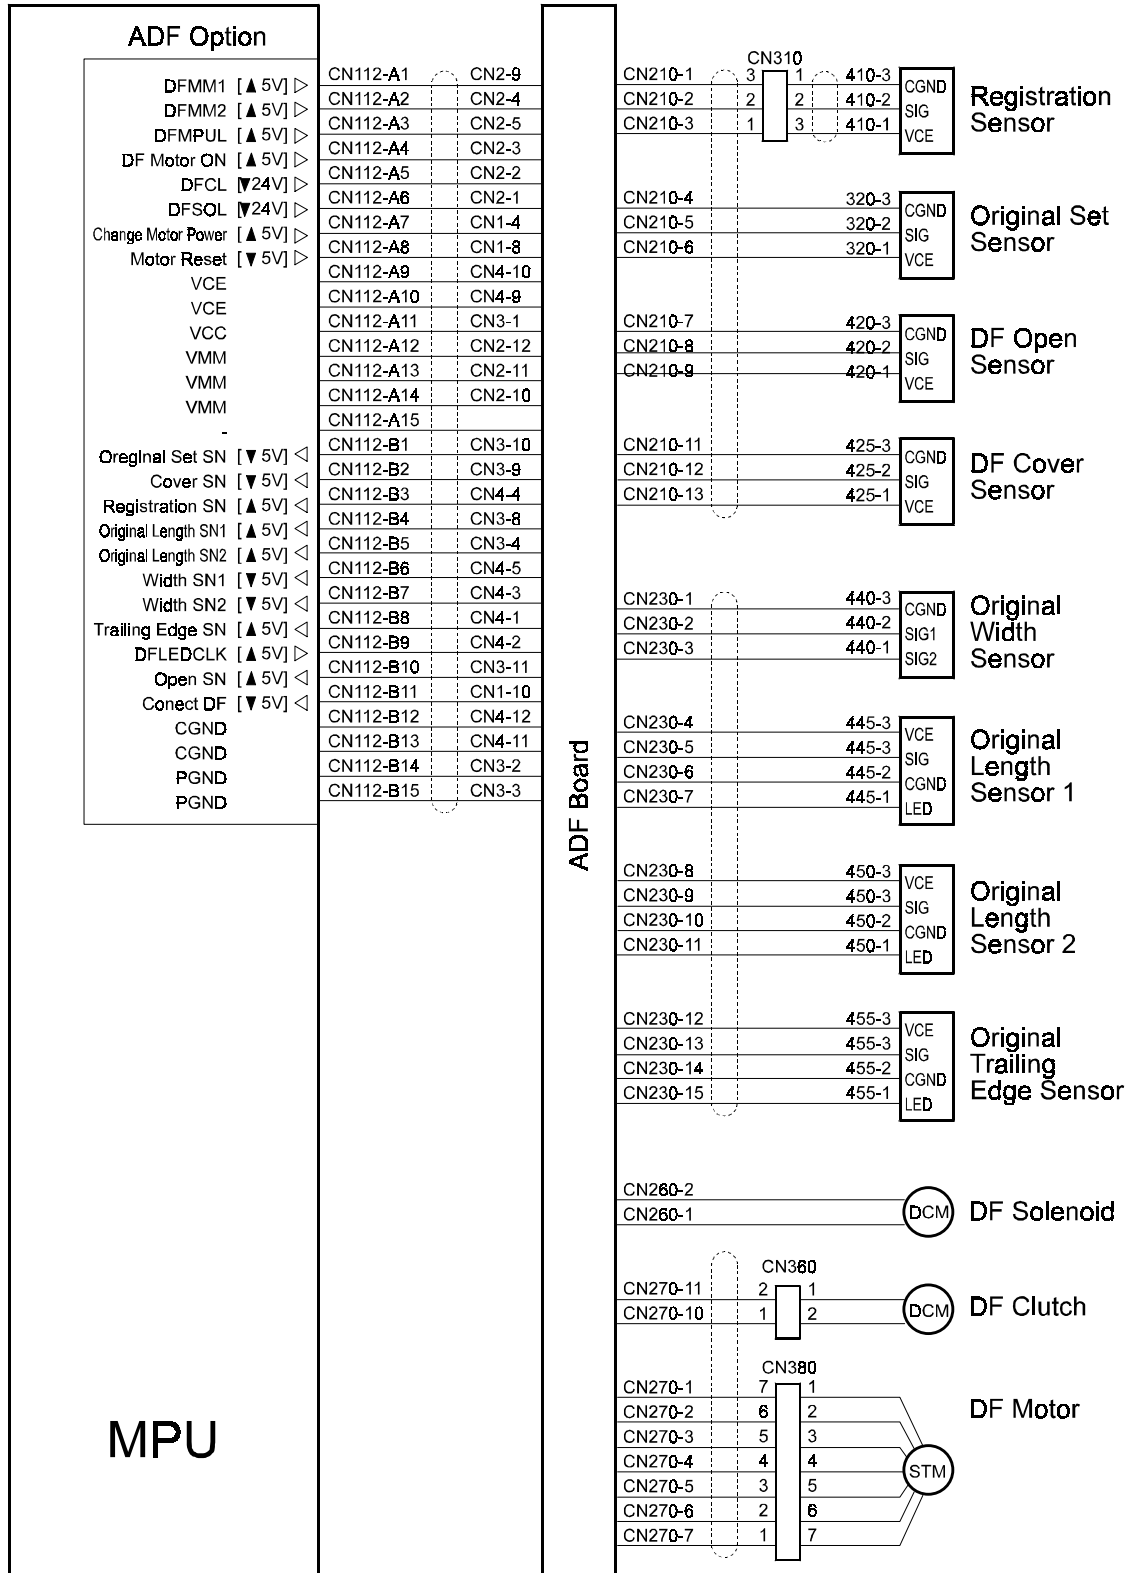 ADF Option
DFMM1 [▲ 5V] ▷
DFMM2 [▲ 5V] ▷
DFMPUL [▲ 5V] ▷
DF Motor ON [▲ 5V] ▷
DFCL [▼24V] ▷
DFSOL [▼24V] ▷
Change Motor Power [▲ 5V] ▷
Motor Reset [▼ 5V] ▷
VCE
VCE
VCC
VMM
VMM
VMM
-
Oreginal Set SN [▼ 5V] ◁
Cover SN [▼ 5V] ◁
Registration SN [▲ 5V] ◁
Original Length SN1 [▲ 5V] ◁
Original Length SN2 [▲ 5V] ◁
Width SN1 [▼ 5V] ◁
Width SN2 [▼ 5V] ◁
Trailing Edge SN [▲ 5V] ◁
DFLEDCLK [▲ 5V] ▷
Open SN [▲ 5V] ◁
Conect DF [▼ 5V] ◁
CGND
CGND
PGND
PGND
MPU
CN112-A1 CN2-9
CN112-A2 CN2-4
CN112-A3 CN2-5
CN112-A4 CN2-3
CN112-A5 CN2-2
CN112-A6 CN2-1
CN112-A7 CN1-4
CN112-A8 CN1-8
CN112-A9 CN4-10
CN112-A10 CN4-9
CN112-A11 CN3-1
CN112-A12 CN2-12
CN112-A13 CN2-11
CN112-A14 CN2-10
CN112-A15
CN112-B1 CN3-10
CN112-B2 CN3-9
CN112-B3 CN4-4
CN112-B4 CN3-8
CN112-B5 CN3-4
CN112-B6 CN4-5
CN112-B7 CN4-3
CN112-B8 CN4-1
CN112-B9 CN4-2
CN112-B10 CN3-11
CN112-B11 CN1-10
CN112-B12 CN4-12
CN112-B13 CN4-11
CN112-B14 CN3-2
CN112-B15 CN3-3
ADF Board
CN310
CN210-1 3 1 410-3 CGND
CN210-2 2 2 410-2 SIG
CN210-3 1 3 410-1 VCE
Registration
Sensor
CN210-4 320-3 CGND
CN210-5 320-2 SIG
CN210-6 320-1 VCE
Original Set
Sensor
CN210-7 420-3 CGND
CN210-8 420-2 SIG
CN210-9 420-1 VCE
DF Open
Sensor
CN210-11 425-3 CGND
CN210-12 425-2 SIG
CN210-13 425-1 VCE
DF Cover
Sensor
CN230-1 440-3 CGND
CN230-2 440-2 SIG1
CN230-3 440-1 SIG2
Original
Width
Sensor
CN230-4 445-3 VCE
CN230-5 445-3 SIG
CN230-6 445-2 CGND
CN230-7 445-1 LED
Original
Length
Sensor 1
CN230-8 450-3 VCE
CN230-9 450-3 SIG
CN230-10 450-2 CGND
CN230-11 450-1 LED
Original
Length
Sensor 2
CN230-12 455-3 VCE
CN230-13 455-3 SIG
CN230-14 455-2 CGND
CN230-15 455-1 LED
Original
Trailing
Edge Sensor
CN260-2
CN260-1
DCM
DF Solenoid
CN360
CN270-11 2 1
CN270-10 1 2
DCM
DF Clutch
CN380
CN270-1 7 1
CN270-2 6 2
CN270-3 5 3
CN270-4 4 4
CN270-5 3 5
CN270-6 2 6
CN270-7 1 7
STM
DF Motor